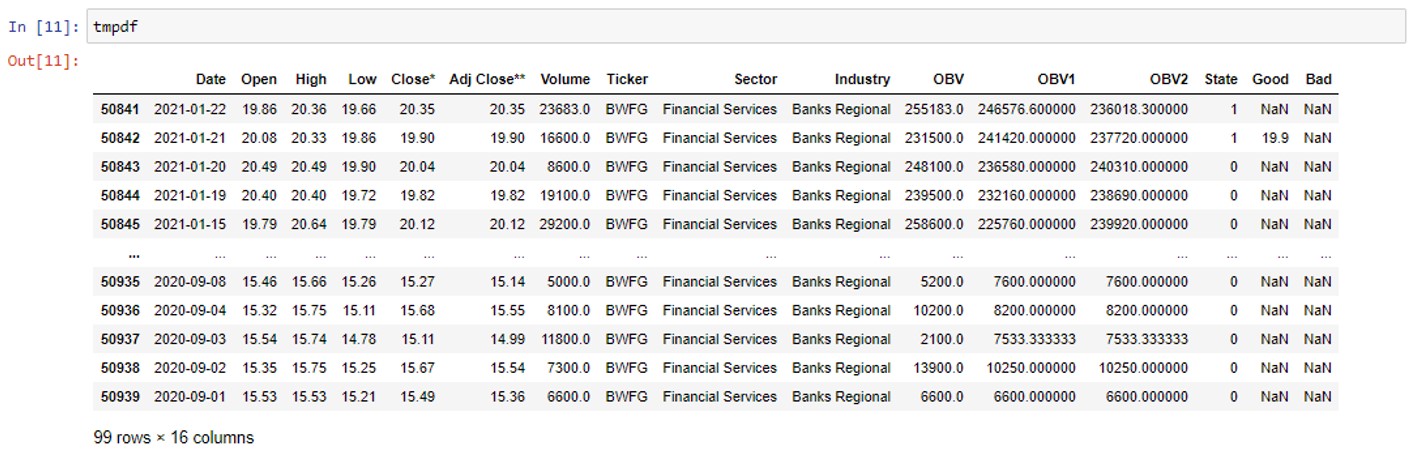 In [11]: tmpdf
Out[11]:
Date Open High Low Close* Adj Close** Volume Ticker Sector Industry OBV OBV1 OBV2 State Good Bad
50841 2021-01-22 19.86 20.36 19.66 20.35 20.35 23683.0 BWFG Financial Services Banks Regional 255183.0 246576.600000 236018.300000 1 NaN NaN
50842 2021-01-21 20.08 20.33 19.86 19.90 19.90 16600.0 BWFG Financial Services Banks Regional 231500.0 241420.000000 237720.000000 1 19.9 NaN
50843 2021-01-20 20.49 20.49 19.90 20.04 20.04 8600.0 BWFG Financial Services Banks Regional 248100.0 236580.000000 240310.000000 0 NaN NaN
50844 2021-01-19 20.40 20.40 19.72 19.82 19.82 19100.0 BWFG Financial Services Banks Regional 239500.0 232160.000000 238690.000000 0 NaN NaN
50845 2021-01-15 19.79 20.64 19.79 20.12 20.12 29200.0 BWFG Financial Services Banks Regional 258600.0 225760.000000 239920.000000 0 NaN NaN
... ... ... ... ... ... ... ... ... ... ... ... ... ... ... ... ...
50935 2020-09-08 15.46 15.66 15.26 15.27 15.14 5000.0 BWFG Financial Services Banks Regional 5200.0 7600.000000 7600.000000 0 NaN NaN
50936 2020-09-04 15.32 15.75 15.11 15.68 15.55 8100.0 BWFG Financial Services Banks Regional 10200.0 8200.000000 8200.000000 0 NaN NaN
50937 2020-09-03 15.54 15.74 14.78 15.11 14.99 11800.0 BWFG Financial Services Banks Regional 2100.0 7533.333333 7533.333333 0 NaN NaN
50938 2020-09-02 15.35 15.75 15.25 15.67 15.54 7300.0 BWFG Financial Services Banks Regional 13900.0 10250.000000 10250.000000 0 NaN NaN
50939 2020-09-01 15.53 15.53 15.21 15.49 15.36 6600.0 BWFG Financial Services Banks Regional 6600.0 6600.000000 6600.000000 0 NaN NaN
99 rows × 16 columns